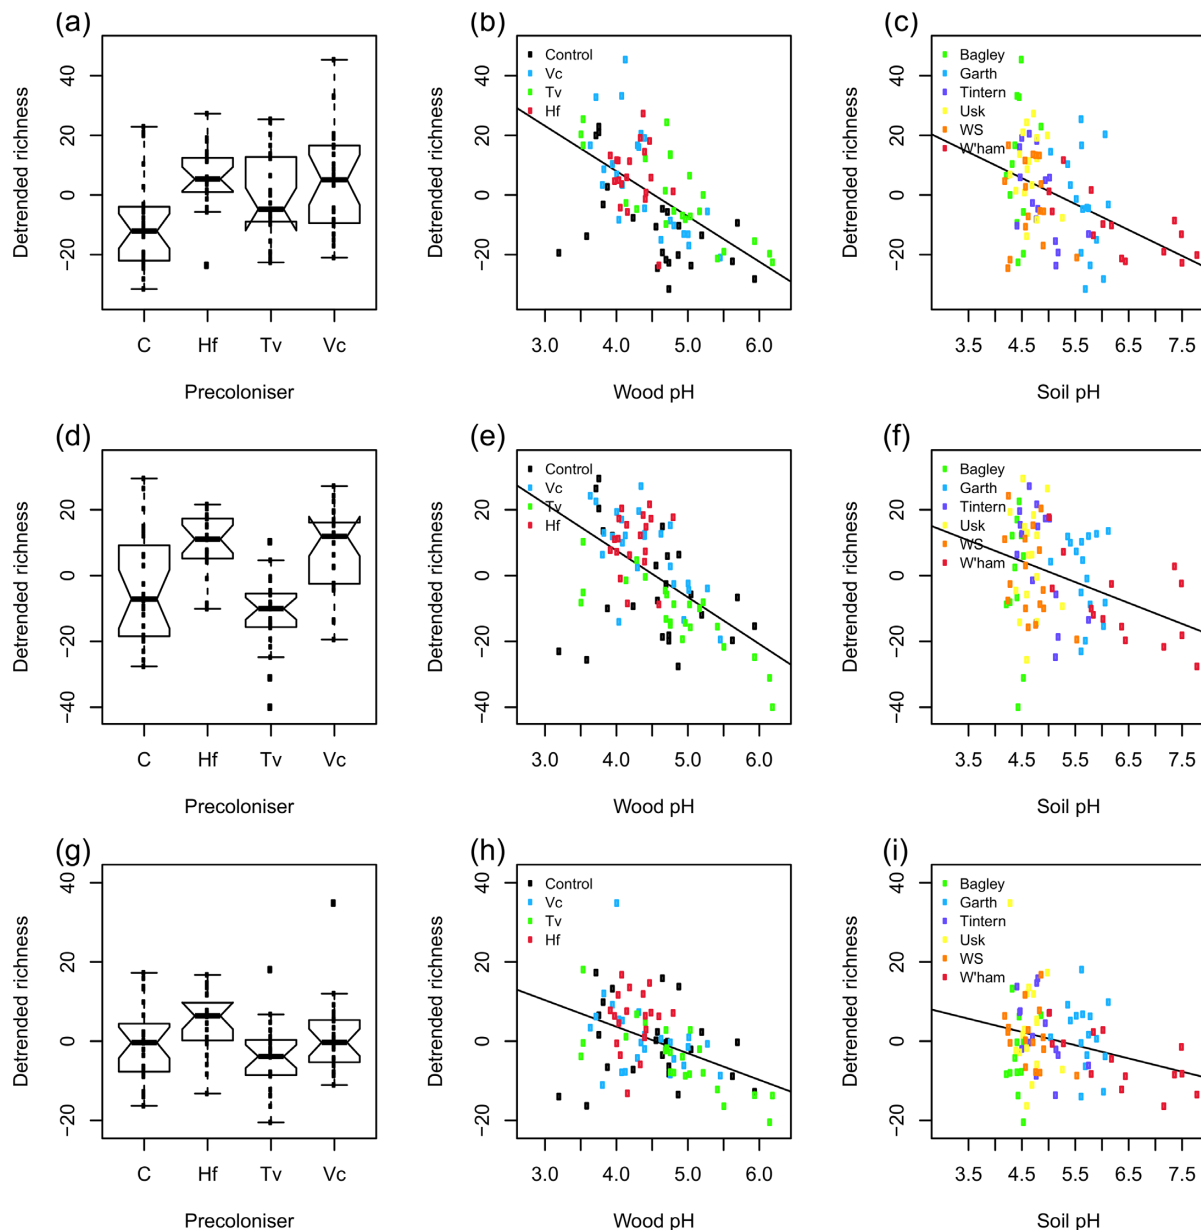 (a)
Detrended richness
40
20
0
−20
C Hf Tv Vc
Precoloniser
(b)
Detrended richness
40
20
0
−20
Control
Vc
Tv
Hf
3.0 4.0 5.0 6.0
Wood pH
(c)
Detrended richness
40
20
0
−20
Bagley
Garth
Tintern
Usk
WS
W'ham
3.5 4.5 5.5 6.5 7.5
Soil pH
(d)
Detrended richness
20
0
−20
−40
C Hf Tv Vc
Precoloniser
(e)
Detrended richness
20
0
−20
−40
Control
Vc
Tv
Hf
3.0 4.0 5.0 6.0
Wood pH
(f)
Detrended richness
20
0
−20
−40
Bagley
Garth
Tintern
Usk
WS
W'ham
3.5 4.5 5.5 6.5 7.5
Soil pH
(g)
Detrended richness
40
20
0
−20
C Hf Tv Vc
Precoloniser
(h)
Detrended richness
40
20
0
−20
Control
Vc
Tv
Hf
3.0 4.0 5.0 6.0
Wood pH
(i)
Detrended richness
40
20
0
−20
Bagley
Garth
Tintern
Usk
WS
W'ham
3.5 4.5 5.5 6.5 7.5
Soil pH